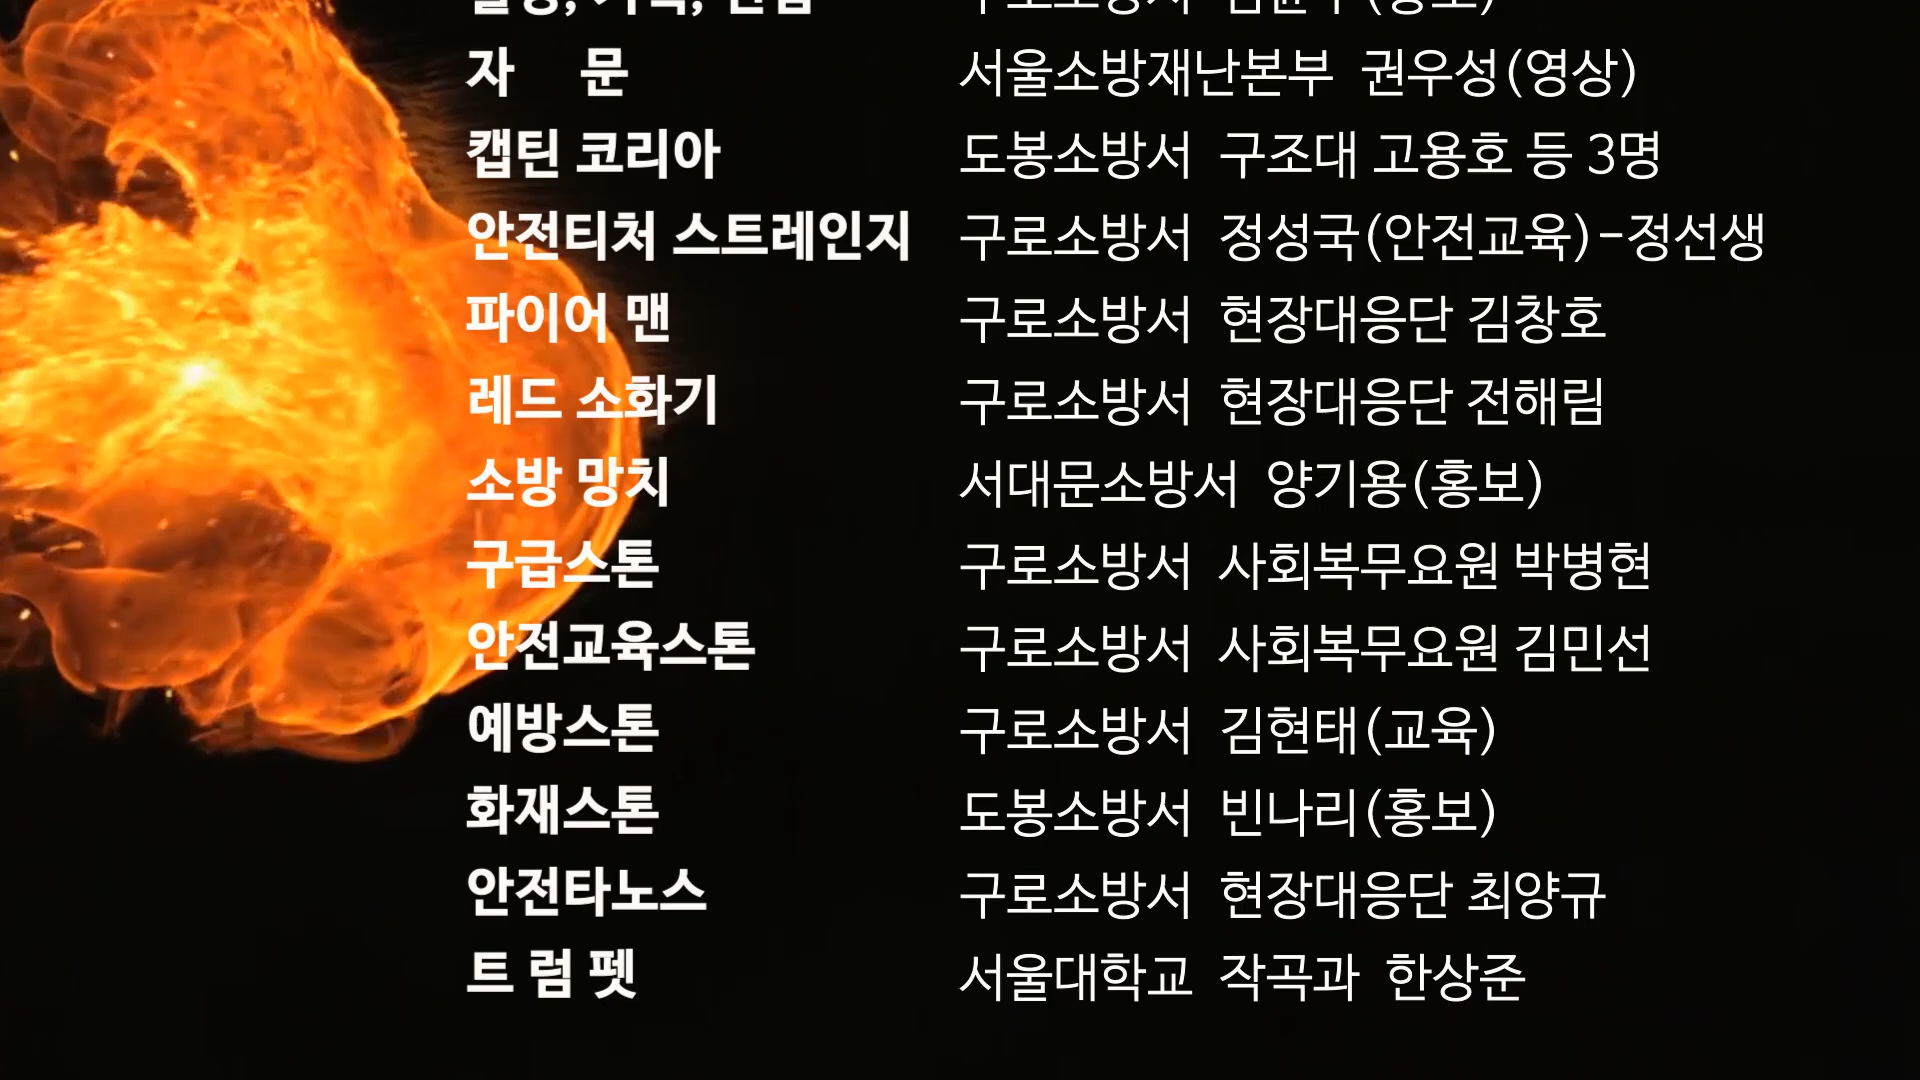 자 문 서울소방재난본부 권우성(영상)
캡틴 코리아 도봉소방서 구조대 고용호 등 3명
안전티처 스트레인지 구로소방서 정성국(안전교육)-정선생
파이어 맨 구로소방서 현장대응단 김창호
레드 소화기 구로소방서 현장대응단 전해림
소방 망치 서대문소방서 양기용(홍보)
구급스톤 구로소방서 사회복무요원 박병현
안전교육스톤 구로소방서 사회복무요원 김민선
예방스톤 구로소방서 김현태(교육)
화재스톤 도봉소방서 빈나리(홍보)
안전타노스 구로소방서 현장대응단 최양규
트 럼 펫 서울대학교 작곡과 한상준